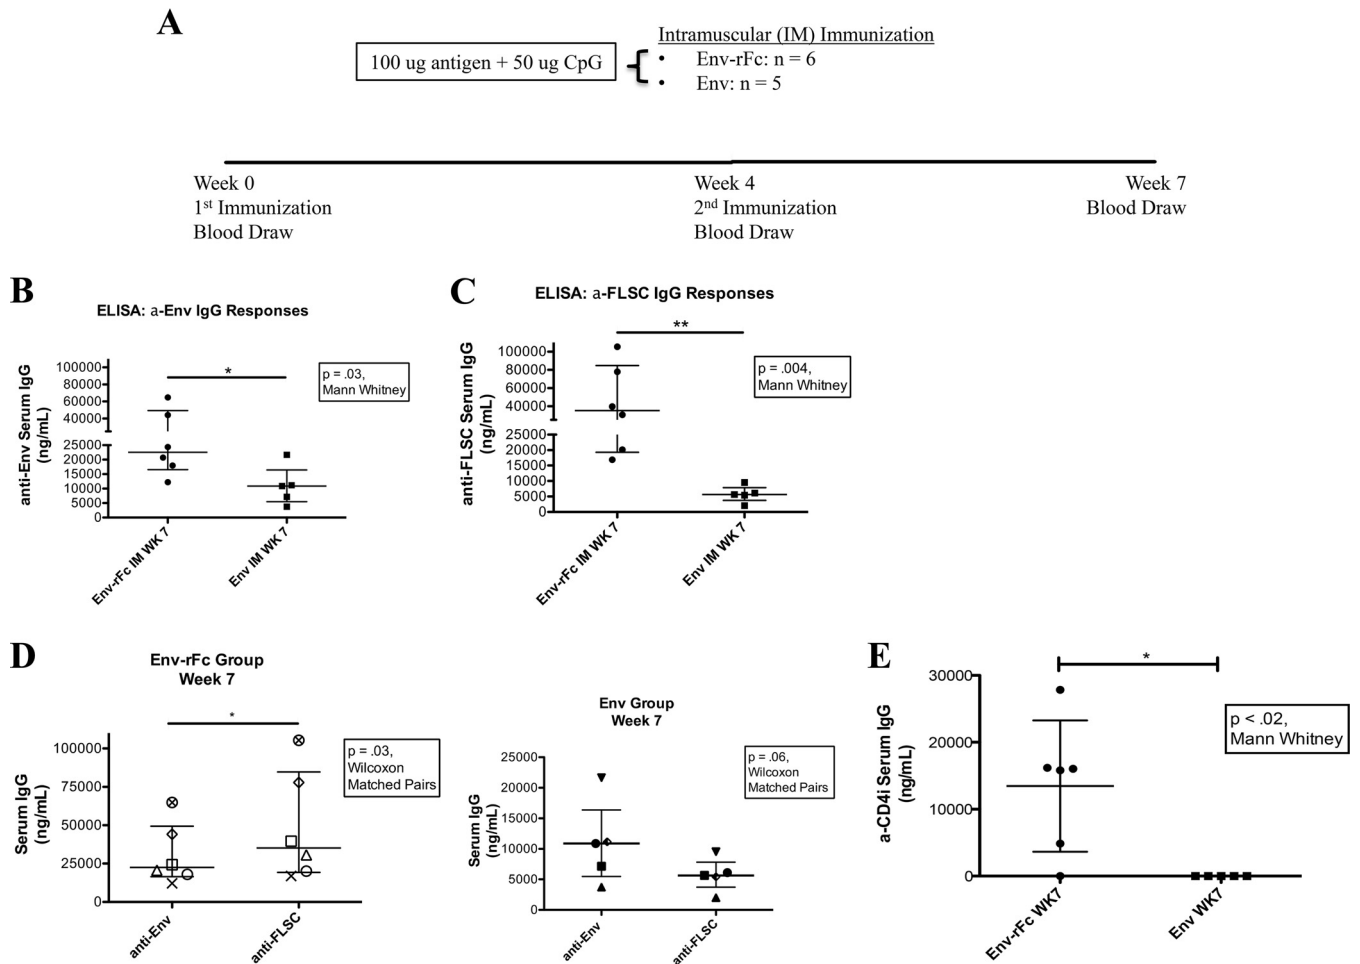 A
Intramuscular (IM) Immunization
100 ug antigen + 50 ug CpG
• Env-rFc: n = 6
• Env: n = 5
Week 0
1st Immunization
Blood Draw
Week 4
2nd Immunization
Blood Draw
Week 7
Blood Draw
B
ELISA: a-Env IgG Responses
anti-Env Serum IgG
(ng/mL)
100000
80000
60000
40000
25000
20000
15000
10000
5000
0
*
p = .03,
Mann Whitney
Env-rFc IM WK 7
Env IM WK 7
C
ELISA: a-FLSC IgG Responses
anti-FLSC Serum IgG
(ng/mL)
100000
80000
60000
40000
25000
20000
15000
10000
5000
0
**
p = .004,
Mann Whitney
Env-rFc IM WK 7
Env IM WK 7
D
Env-rFc Group
Week 7
Serum IgG
(ng/mL)
100000
75000
50000
25000
0
*
p = .03,
Wilcoxon
Matched Pairs
anti-Env
anti-FLSC
Env Group
Week 7
Serum IgG
(ng/mL)
25000
20000
15000
10000
5000
0
p = .06,
Wilcoxon
Matched Pairs
anti-Env
anti-FLSC
E
a-CD4i Serum IgG
(ng/mL)
30000
20000
10000
0
*
p < .02,
Mann Whitney
Env-rFc WK7
Env WK7